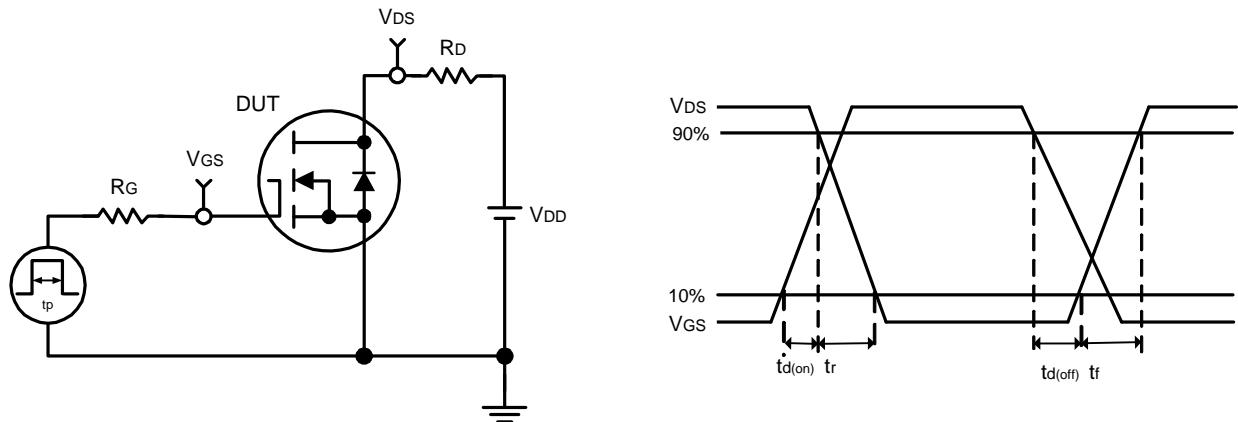 VDS
RD
DUT
VGS
RG
VDD
tp
VDS
90%
10%
VGS
td(on) tr
td(off) tf